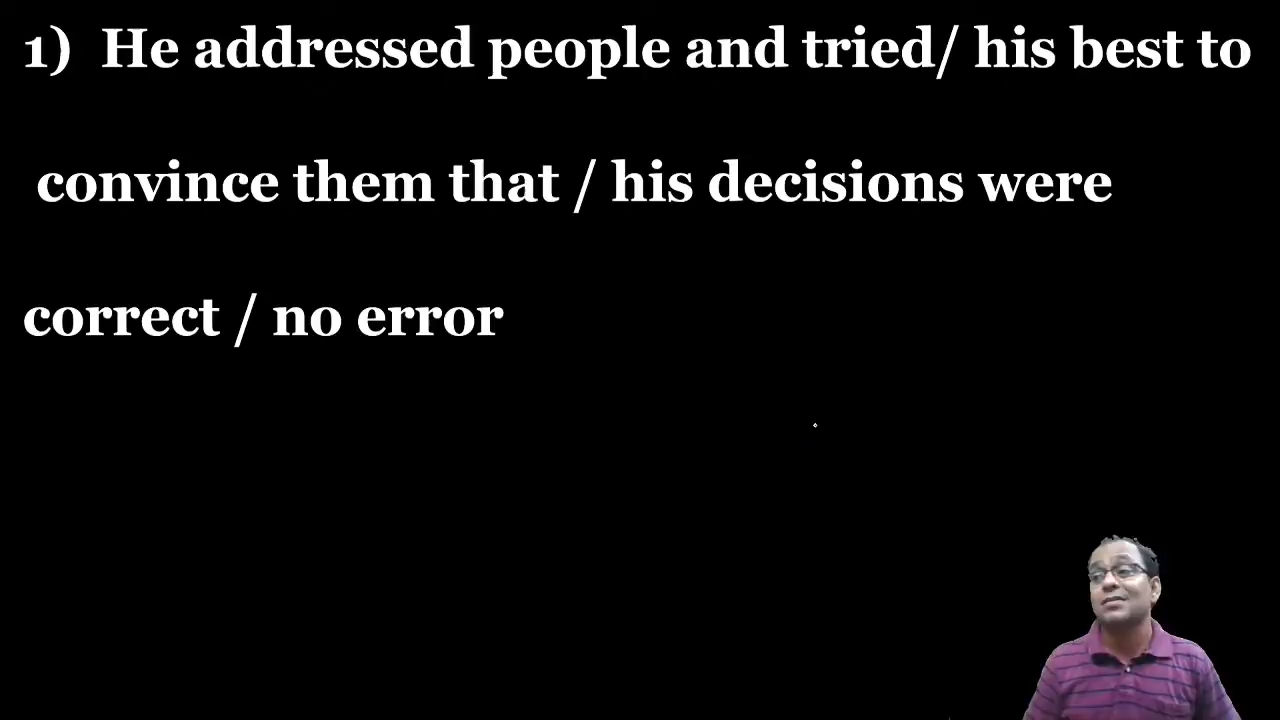 1) He addressed people and tried/ his best to
convince them that / his decisions were
correct / no error